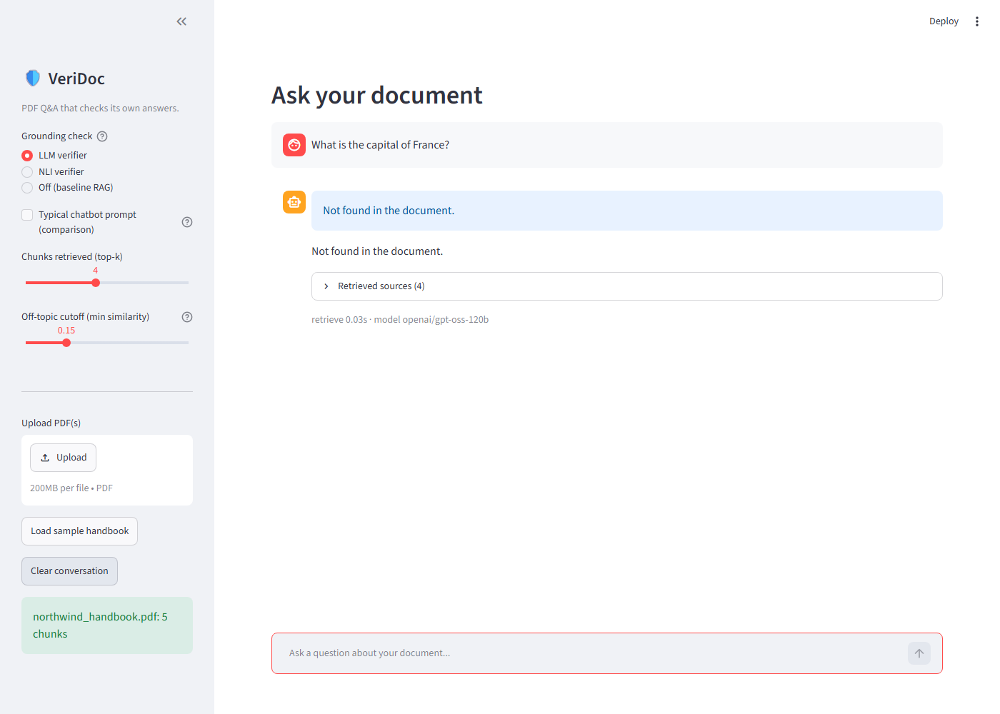 Deploy
VeriDoc
PDF Q&A that checks its own answers.
Grounding check
LLM verifier
NLI verifier
Off (baseline RAG)
Typical chatbot prompt
(comparison)
Chunks retrieved (top-k)
4
Off-topic cutoff (min similarity)
0.15
Upload PDF(s)
Upload
200MB per file • PDF
Load sample handbook
Clear conversation
northwind_handbook.pdf: 5
chunks
Ask your document
What is the capital of France?
Not found in the document.
Not found in the document.
Retrieved sources (4)
retrieve 0.03s · model openai/gpt-oss-120b
Ask a question about your document...